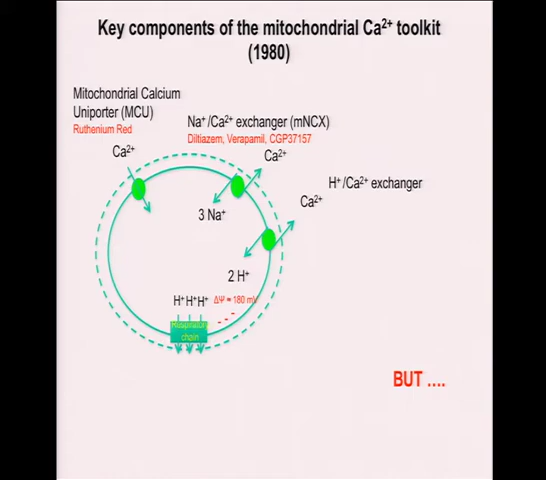 Key components of the mitochondrial Ca²⁺ toolkit
(1980)
Mitochondrial Calcium
Uniporter (MCU)
Ruthenium Red
Ca²⁺
Na⁺/Ca²⁺ exchanger (mNCX)
Diltiazem, Verapamil, CGP37157
Ca²⁺
H⁺/Ca²⁺ exchanger
Ca²⁺
3 Na⁺
2 H⁺
H⁺ H⁺ H⁺
ΔΨ = 180 mV
- - -
Respiratory
chain
BUT ....